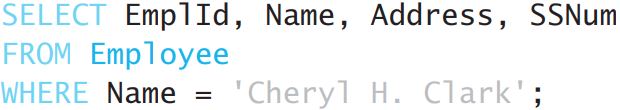 SELECT EmplId, Name, Address, SSNum
FROM Employee
WHERE Name = 'Cheryl H. Clark';